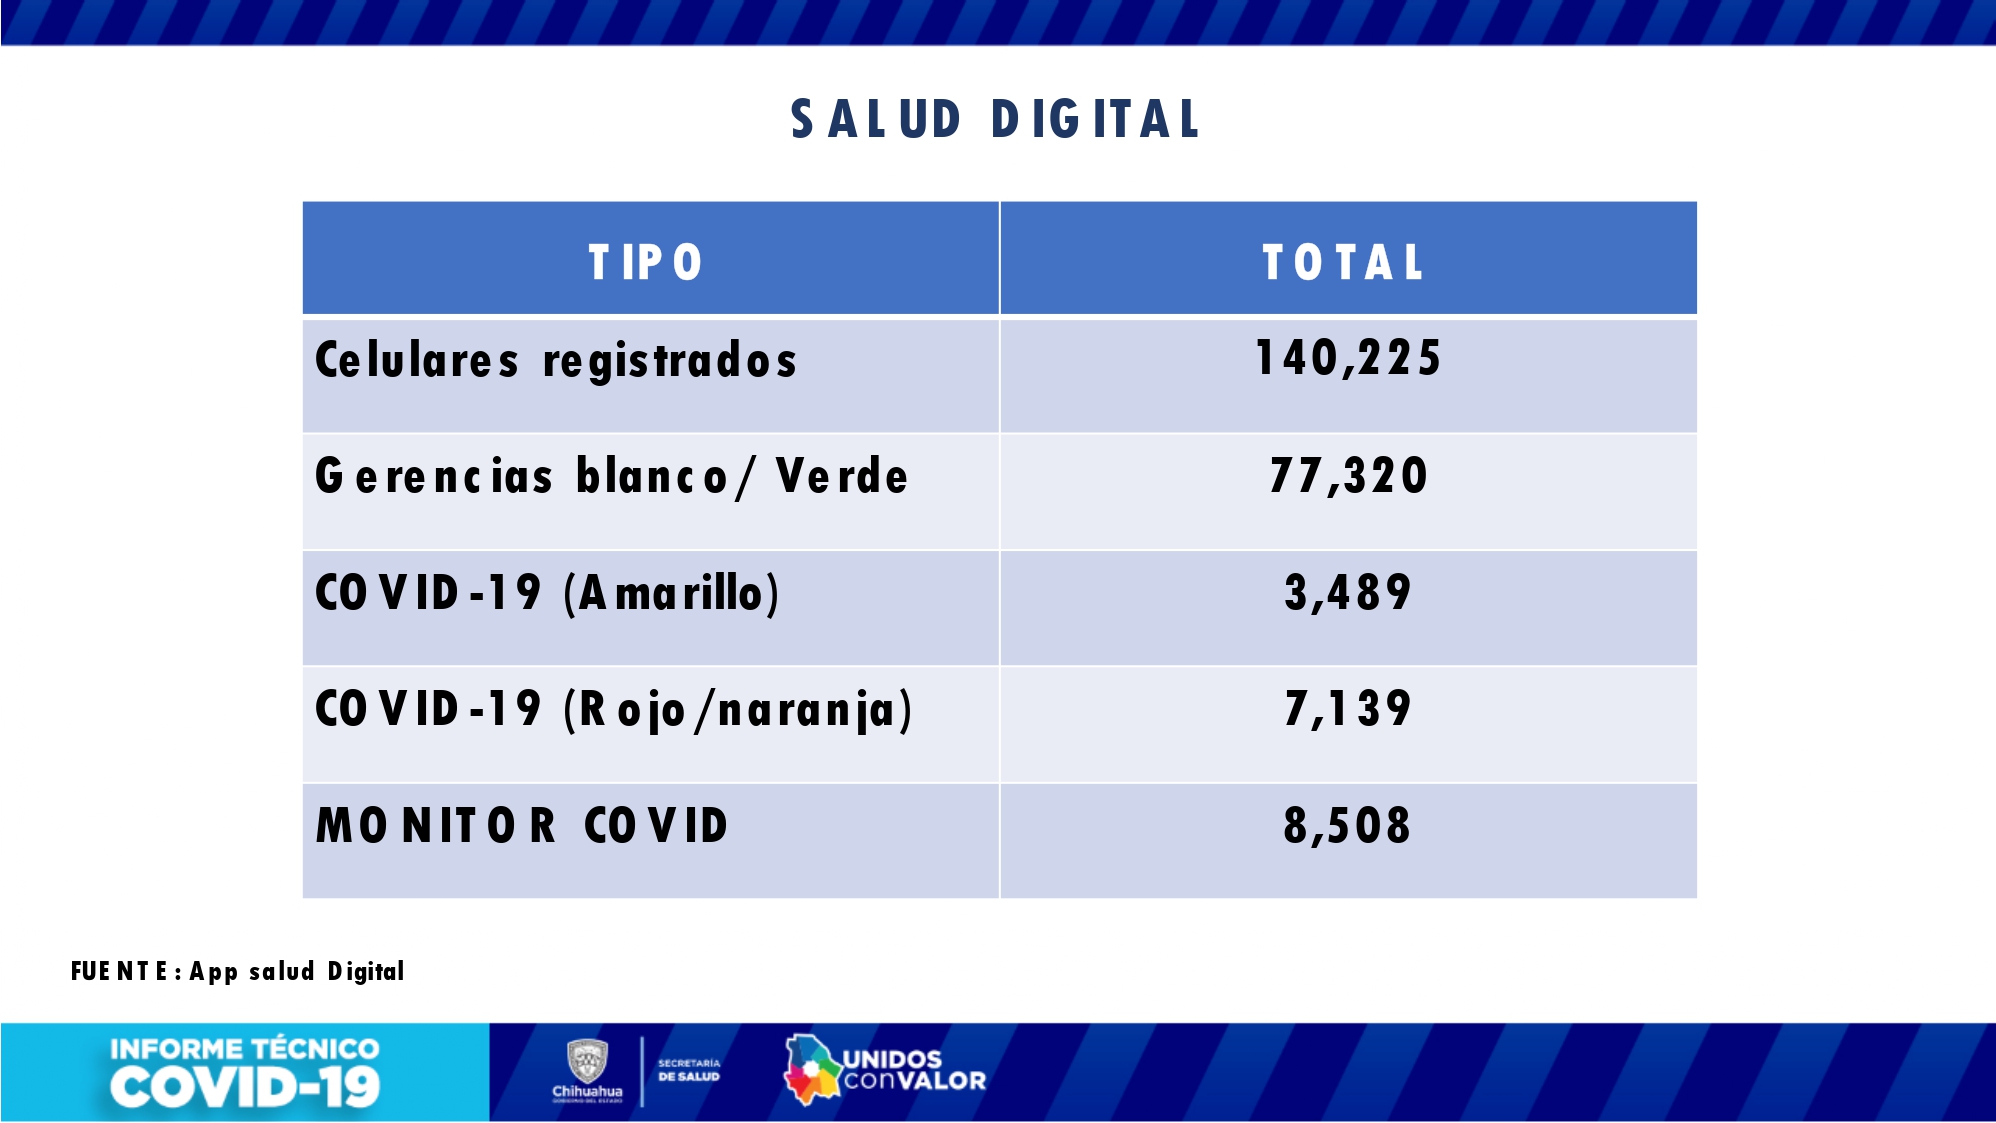 SALUD DIGITAL
TIPO TOTAL
Celulares registrados 140,225
Gerencias blanco/ Verde 77,320
COVID-19 (Amarillo) 3,489
COVID-19 (Rojo/naranja) 7,139
MONITOR COVID 8,508
FUENTE: App salud Digital
INFORME TÉCNICO
COVID-19
Chihuahua
GOBIERNO DEL ESTADO
SECRETARÍA
DE SALUD
UNIDOS
conVALOR